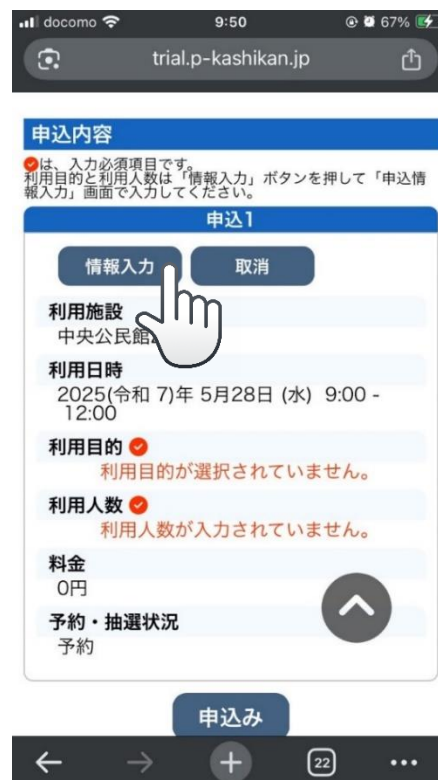 docomo 9:50 67%
trial.p-kashikan.jp
申込内容
は、入力必須項目です。
利用目的と利用人数は「情報入力」ボタンを押して「申込情
報入力」画面で入力してください。
申込1
情報入力 取消
利用施設
中央公民館
利用日時
2025(令和 7)年 5月28日 (水) 9:00 -
12:00
利用目的
利用目的が選択されていません。
利用人数
利用人数が入力されていません。
料金
0円
予約・抽選状況
予約
申込み
22